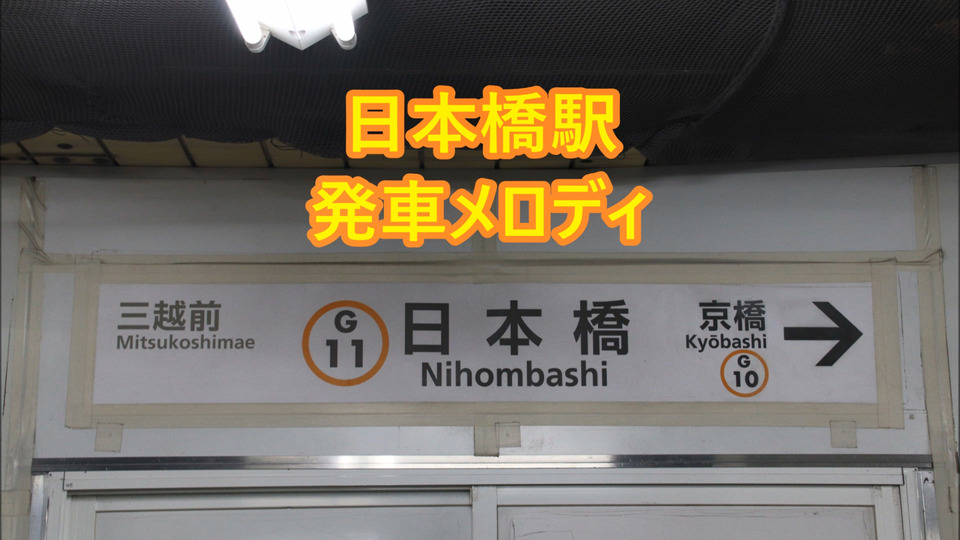 日本橋駅
発車メロディ
三越前
Mitsukoshimae
G
11
日本橋
Nihombashi
京橋
Kyōbashi
G
10